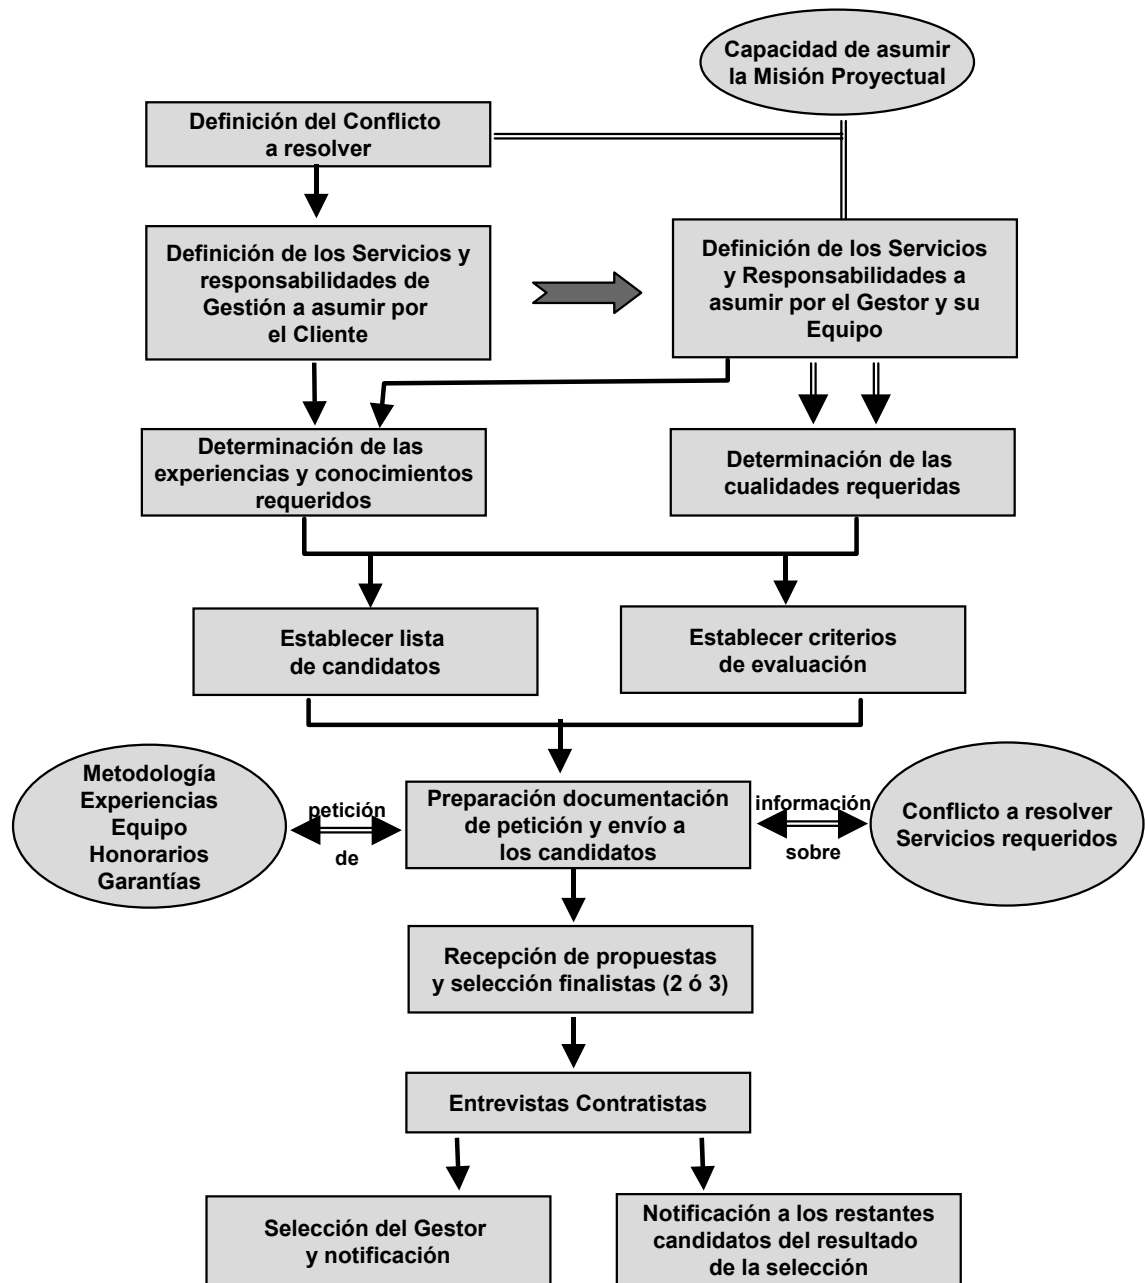 Capacidad de asumir
la Misión Proyectual
Definición del Conflicto
a resolver
Definición de los Servicios y
responsabilidades de
Gestión a asumir por
el Cliente
Definición de los Servicios
y Responsabilidades a
asumir por el Gestor y su
Equipo
Determinación de las
experiencias y conocimientos
requeridos
Determinación de las
cualidades requeridas
Establecer lista
de candidatos
Establecer criterios
de evaluación
Metodología
Experiencias
Equipo
Honorarios
Garantías
petición
de
Preparación documentación
de petición y envío a
los candidatos
información
sobre
Conflicto a resolver
Servicios requeridos
Recepción de propuestas
y selección finalistas (2 ó 3)
Entrevistas Contratistas
Selección del Gestor
y notificación
Notificación a los restantes
candidatos del resultado
de la selección